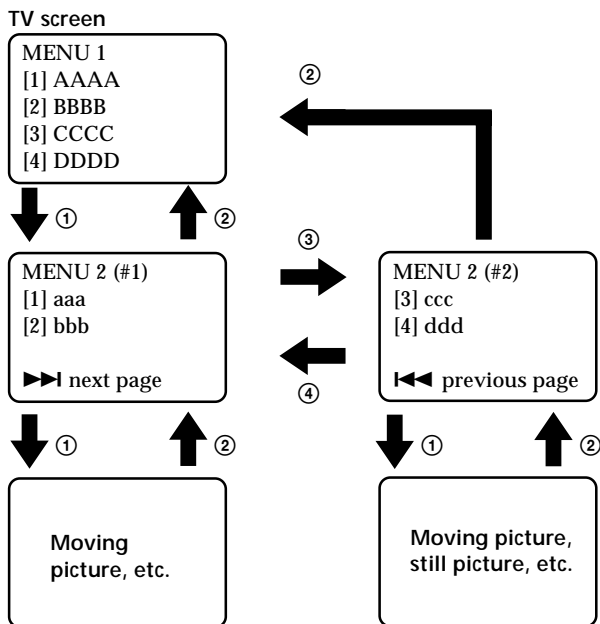 TV screen
MENU 1
[1] AAAA
[2] BBBB
[3] CCCC
[4] DDDD
②
① ②
③
MENU 2 (#1)
[1] aaa
[2] bbb
▶▶I next page
MENU 2 (#2)
[3] ccc
[4] ddd
I◀◀ previous page
④
① ②
① ②
Moving
picture, etc.
Moving picture,
still picture, etc.